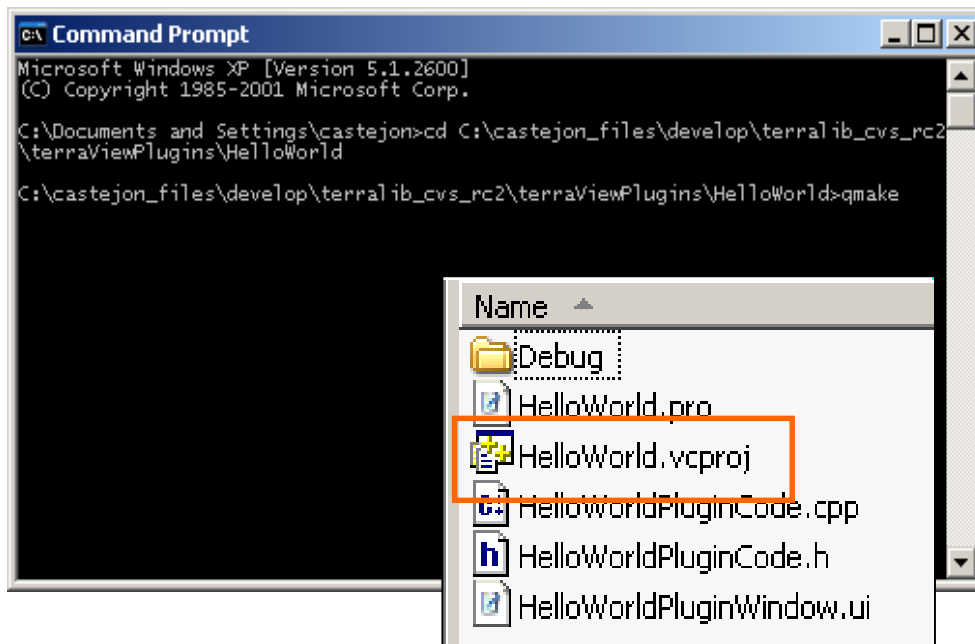 Command Prompt
Microsoft Windows XP [Version 5.1.2600]
(C) Copyright 1985-2001 Microsoft Corp.
C:\Documents and Settings\castejon>cd C:\castejon_files\develop\terralib_cvs_rc2
\terraViewPlugins\HelloWorld
C:\castejon_files\develop\terralib_cvs_rc2\terraViewPlugins\HelloWorld>qmake
Name
Debug
HelloWorld.pro
HelloWorld.vcproj
HelloWorldPluginCode.cpp
HelloWorldPluginCode.h
HelloWorldPluginWindow.ui